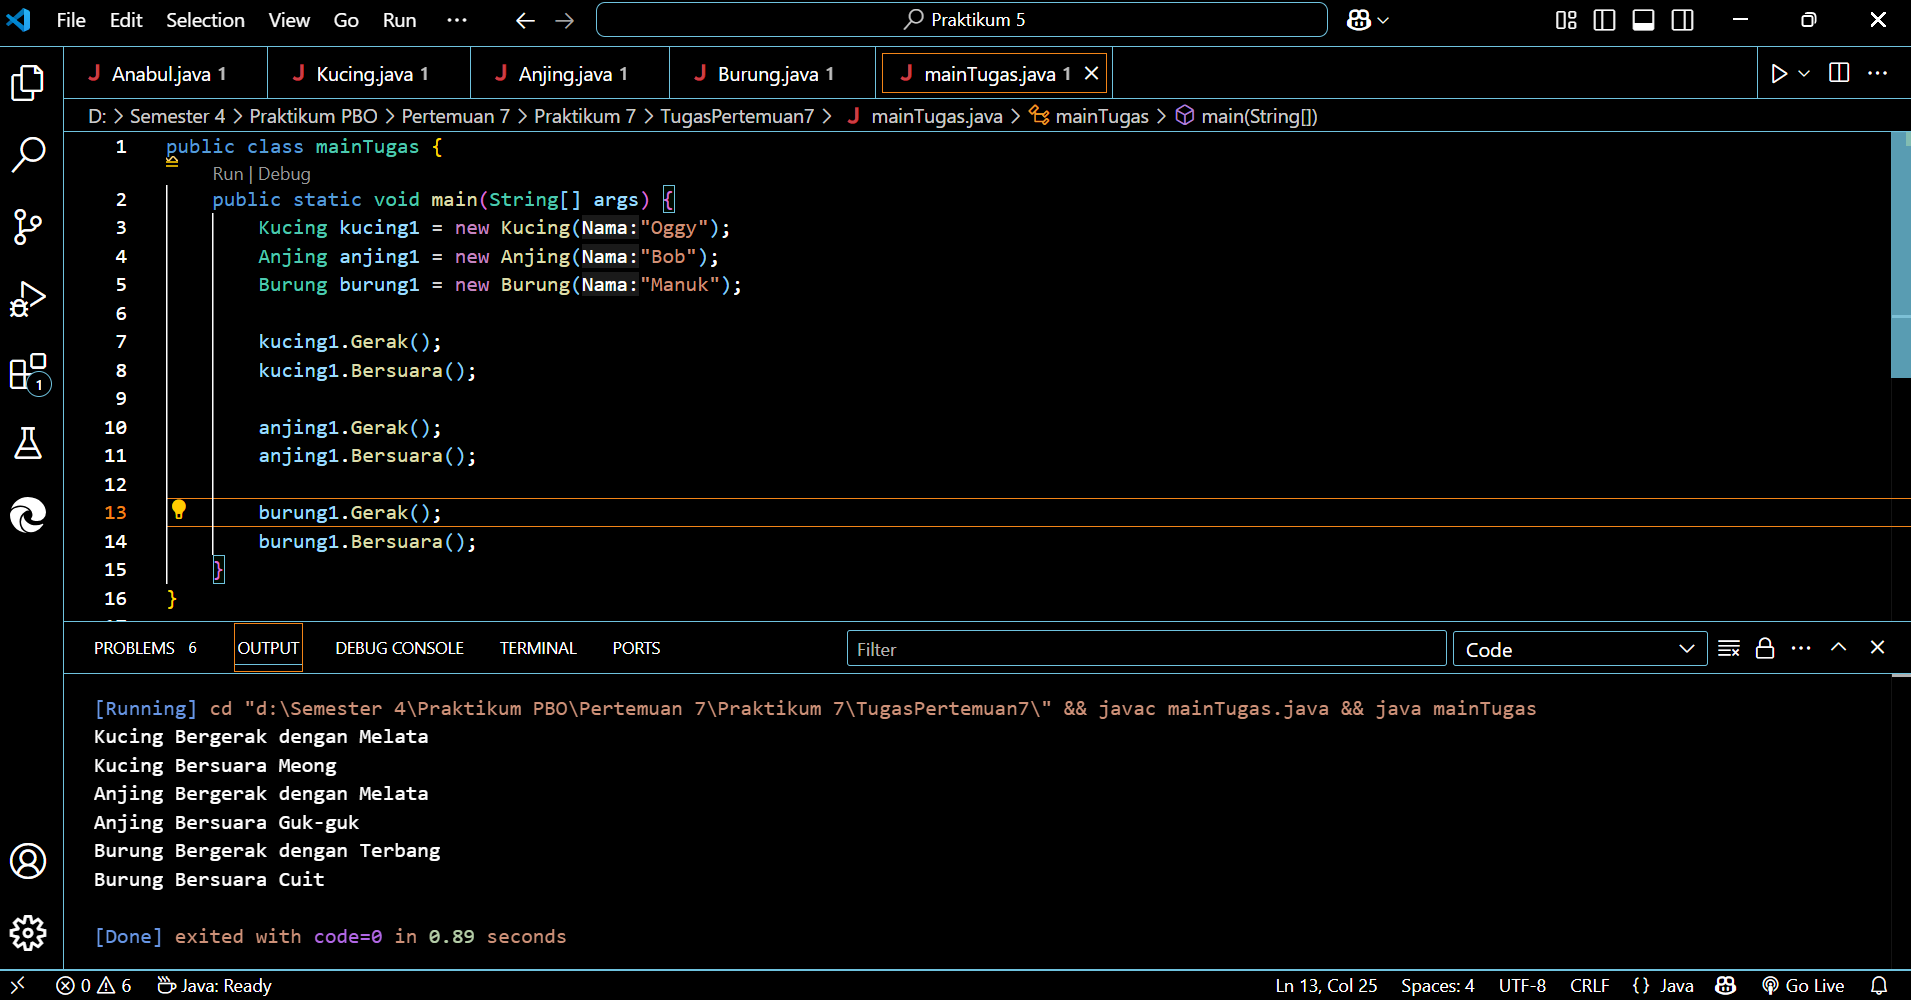 File Edit Selection View Go Run ··· Praktikum 5
Anabul.java 1 Kucing.java 1 Anjing.java 1 Burung.java 1 mainTugas.java 1
D: > Semester 4 > Praktikum PBO > Pertemuan 7 > Praktikum 7 > TugasPertemuan7 > mainTugas.java > mainTugas > main(String[])
1 public class mainTugas {
Run | Debug
2 public static void main(String[] args) {
3 Kucing kucing1 = new Kucing(Nama:"Oggy");
4 Anjing anjing1 = new Anjing(Nama:"Bob");
5 Burung burung1 = new Burung(Nama:"Manuk");
6
7 kucing1.Gerak();
8 kucing1.Bersuara();
9
10 anjing1.Gerak();
11 anjing1.Bersuara();
12
13 burung1.Gerak();
14 burung1.Bersuara();
15 }
16 }
1
PROBLEMS 6 OUTPUT DEBUG CONSOLE TERMINAL PORTS Filter Code
[Running] cd "d:\Semester 4\Praktikum PBO\Pertemuan 7\Praktikum 7\TugasPertemuan7\" && javac mainTugas.java && java mainTugas
Kucing Bergerak dengan Melata
Kucing Bersuara Meong
Anjing Bergerak dengan Melata
Anjing Bersuara Guk-guk
Burung Bergerak dengan Terbang
Burung Bersuara Cuit
[Done] exited with code=0 in 0.89 seconds
0 6 Java: Ready Ln 13, Col 25 Spaces: 4 UTF-8 CRLF {} Java Go Live